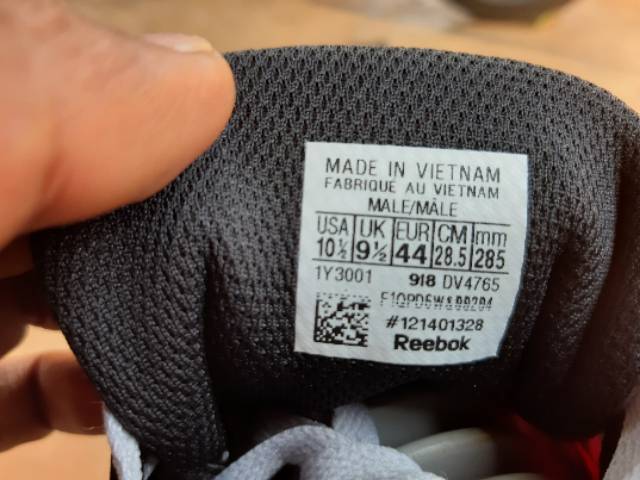 MADE IN VIETNAM
FABRIQUE AU VIETNAM
MALE/MÂLE
USA UK EUR CM mm
10½ 9½ 44 28.5 285
1Y3001 918 DV4765
#121401328
Reebok